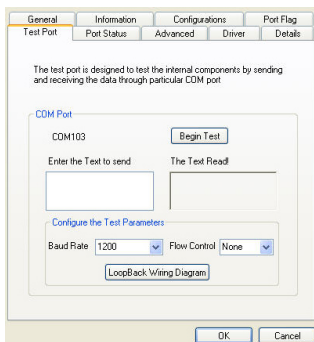 General Information Configurations Port Flag
Test Port Port Status Advanced Driver Details
The test port is designed to test the internal components by sending
and receiving the data through particular COM port
COM Port
COM103 Begin Test
Enter the Text to send The Text Read!
Configure the Test Parameters
Baud Rate 1200 Flow Control None
LoopBack Wiring Diagram
OK Cancel